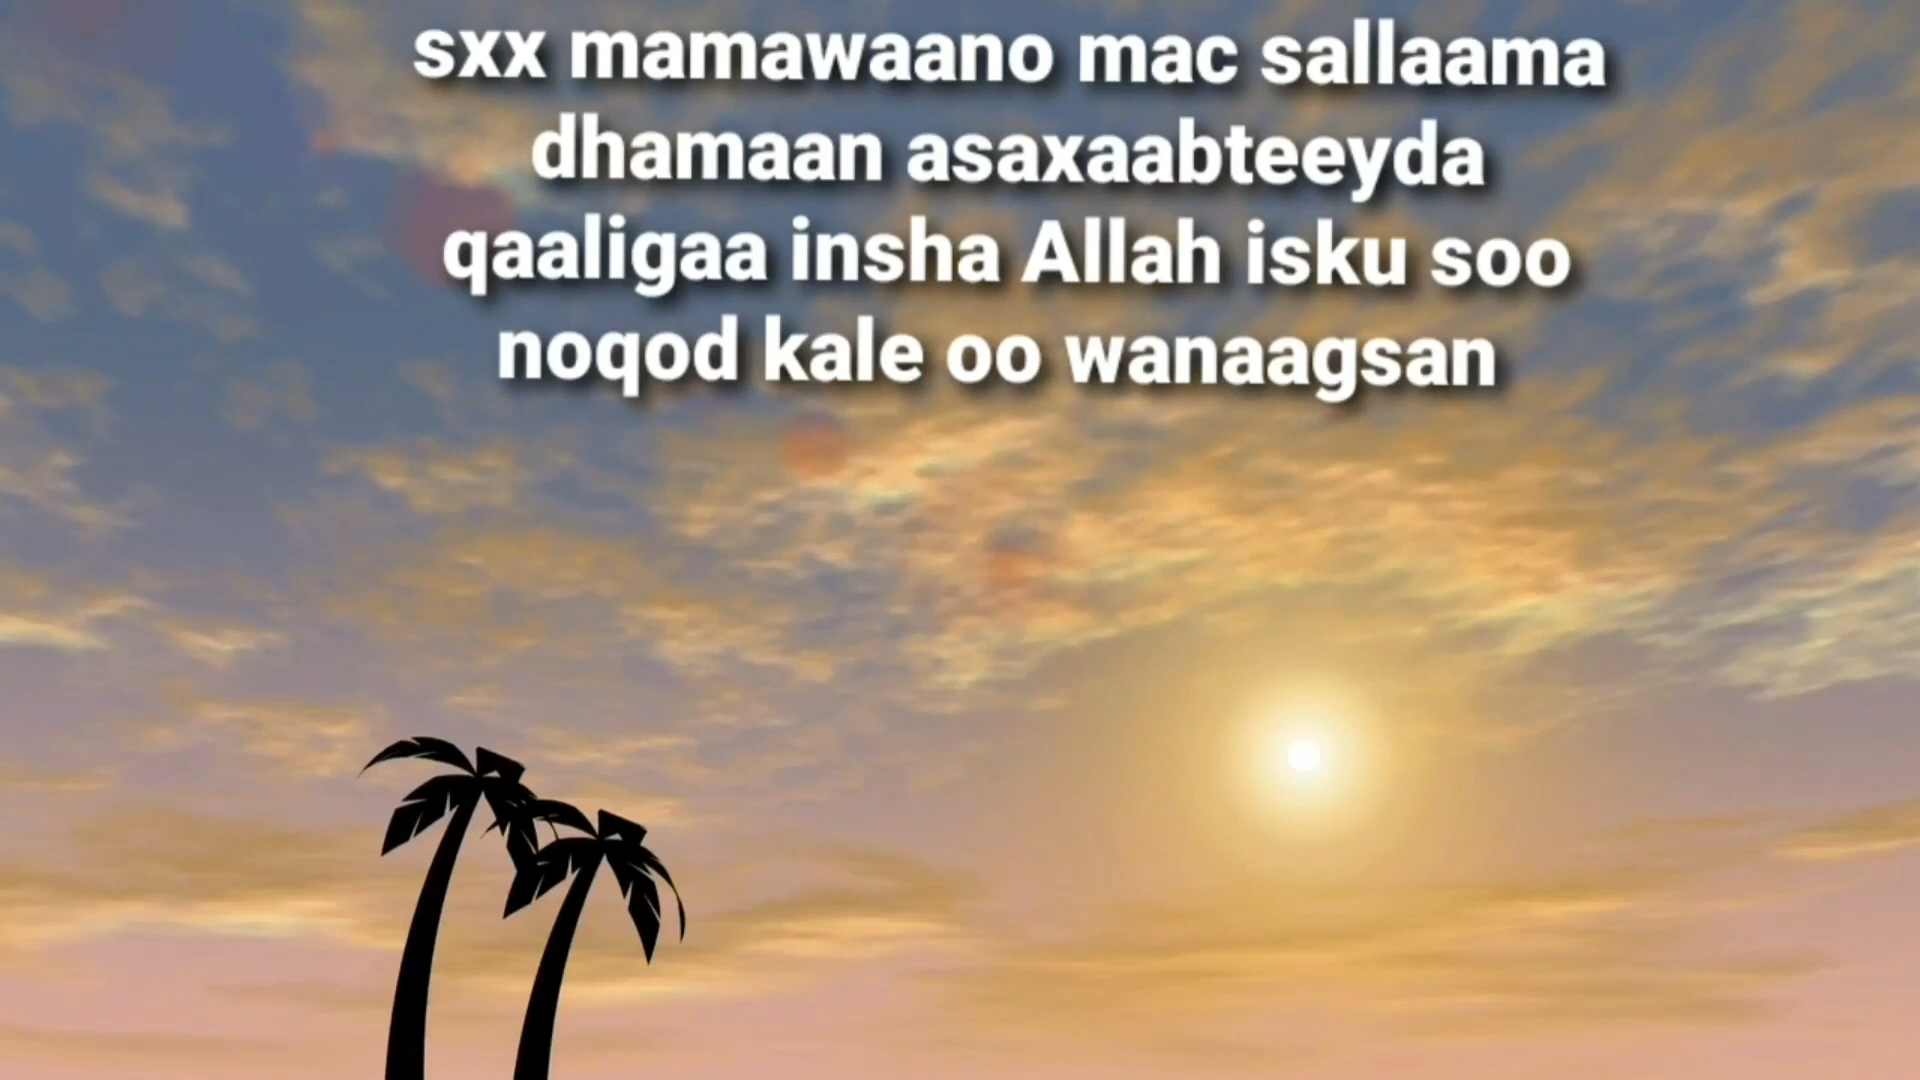 sxx mamawaano mac sallaama
dhamaan asaxaabteeyda
qaaligaa insha Allah isku soo
noqod kale oo wanaagsan